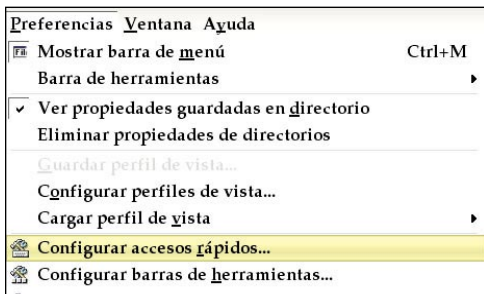 Preferencias Ventana Ayuda
Mostrar barra de menú Ctrl+M
Barra de herramientas
Ver propiedades guardadas en directorio
Eliminar propiedades de directorios
Guardar perfil de vista...
Configurar perfiles de vista...
Cargar perfil de vista
Configurar accesos rápidos...
Configurar barras de herramientas...